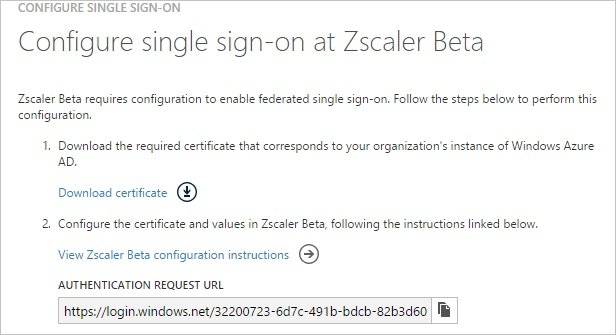 CONFIGURE SINGLE SIGN-ON
Configure single sign-on at Zscaler Beta
Zscaler Beta requires configuration to enable federated single sign-on. Follow the steps below to perform this
configuration.
1. Download the required certificate that corresponds to your organization's instance of Windows Azure
AD.
Download certificate
2. Configure the certificate and values in Zscaler Beta, following the instructions linked below.
View Zscaler Beta configuration instructions
AUTHENTICATION REQUEST URL
https://login.windows.net/32200723-6d7c-491b-bdcb-82b3d60